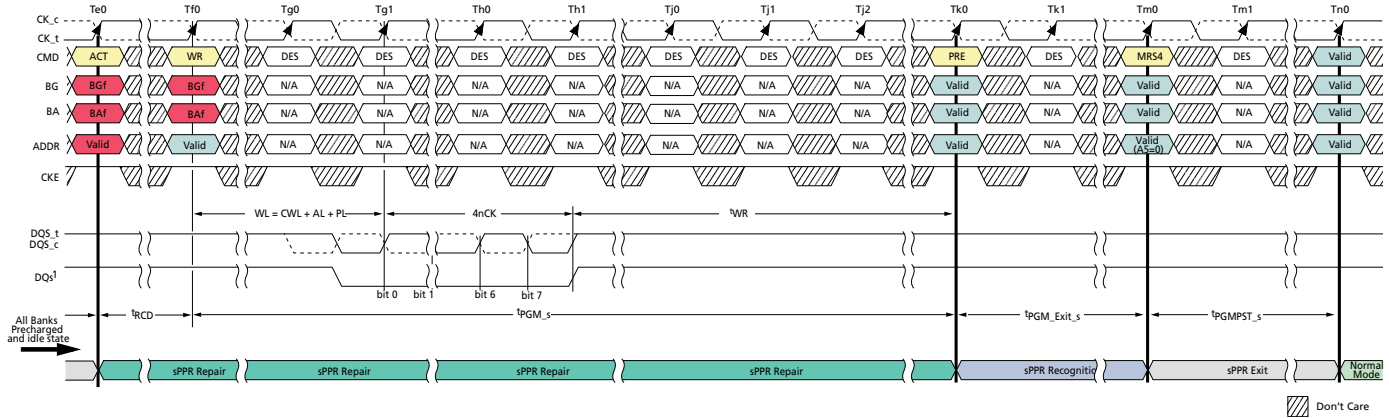 Te0 Tf0 Tg0 Tg1 Th0 Th1 Tj0 Tj1 Tj2 Tk0 Tk1 Tm0 Tm1 Tn0
CK_c
CK_t
CMD ACT WR DES DES DES DES DES DES DES PRE DES MRS4 DES Valid
BG BGf BGf N/A N/A N/A N/A N/A N/A N/A Valid N/A Valid N/A Valid
BA BAf BAf N/A N/A N/A N/A N/A N/A N/A Valid N/A Valid N/A Valid
ADDR Valid Valid N/A N/A N/A N/A N/A N/A N/A Valid N/A Valid (A5=0) N/A Valid
CKE
WL = CWL + AL + PL 4nCK tWR
DQS_t
DQS_c
DQs1
bit 0 bit 1 bit 6 bit 7
All Banks
Precharged
and idle state
tRCD tPGM_s tPGM_Exit_s tPGMPST_s
sPPR Repair sPPR Repair sPPR Repair sPPR Repair sPPR Recognitic sPPR Exit Normal
Mode
Don't Care